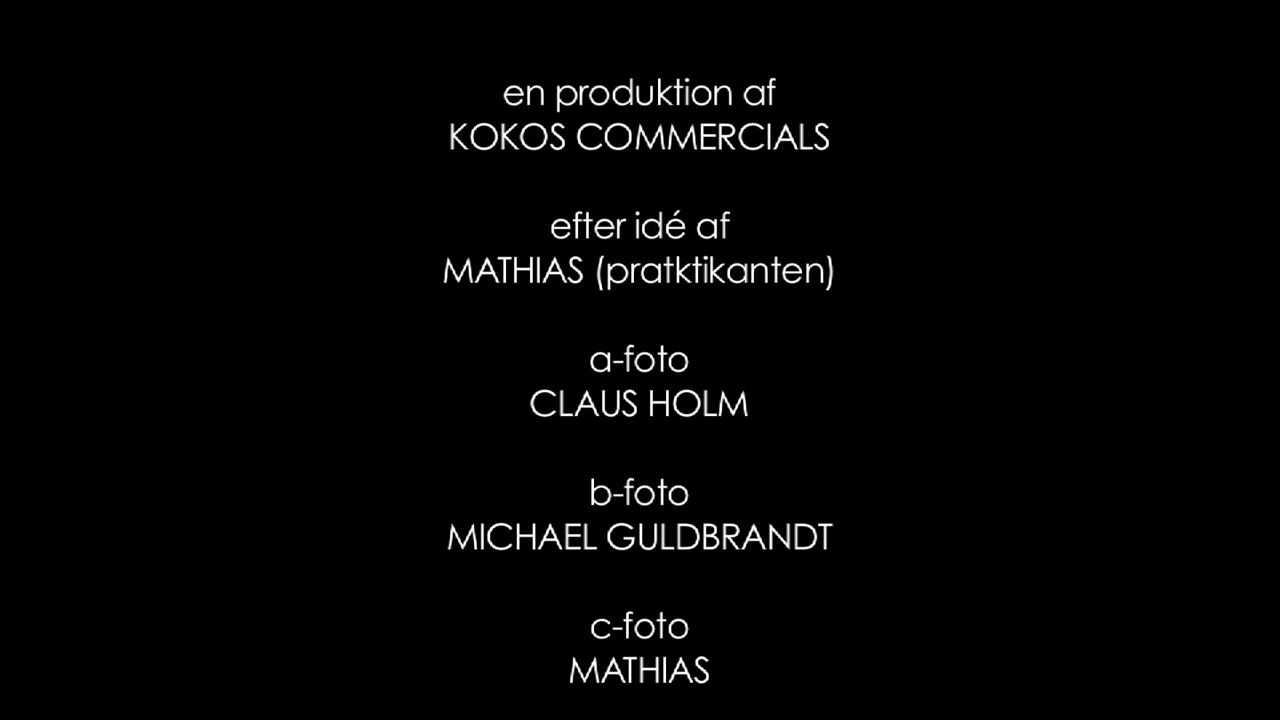 en produktion af
KOKOS COMMERCIALS
efter idé af
MATHIAS (pratktikanten)
a-foto
CLAUS HOLM
b-foto
MICHAEL GULDBRANDT
c-foto
MATHIAS